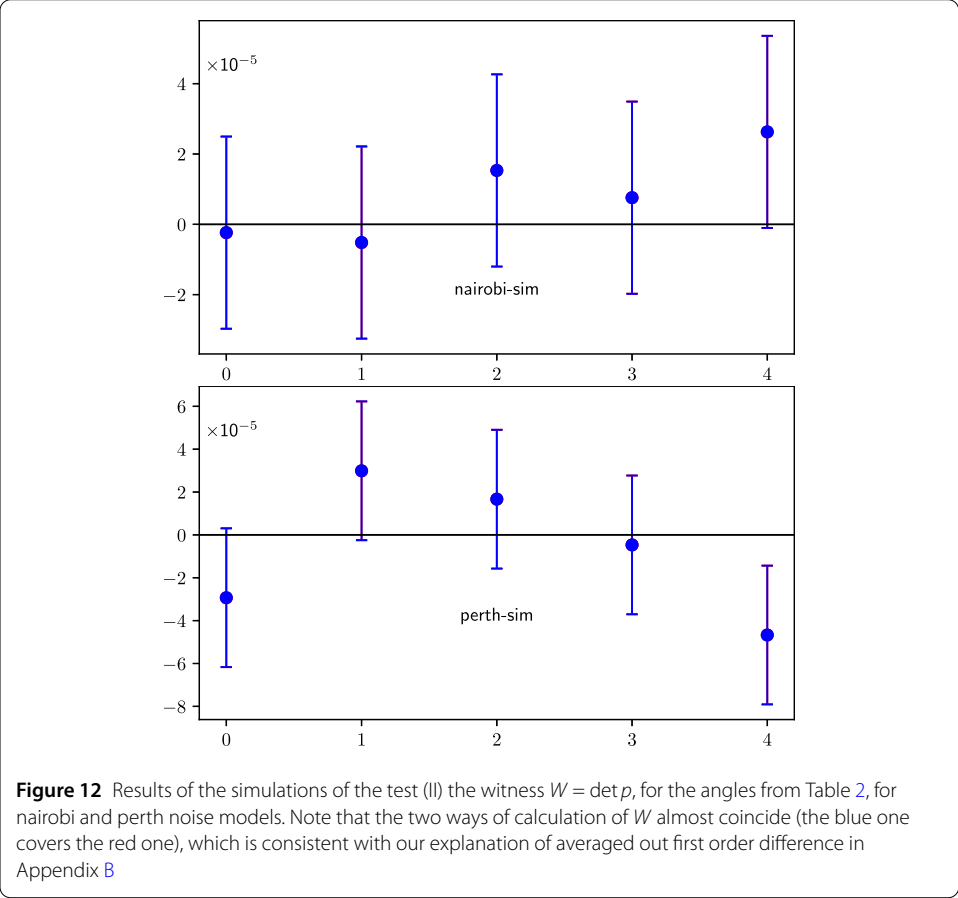 ×10⁻⁵
4
2
0
−2
nairobi-sim
0 1 2 3 4
6
×10⁻⁵
4
2
0
−2
−4
perth-sim
−6
−8
0 1 2 3 4
Figure 12 Results of the simulations of the test (II) the witness W = det p, for the angles from Table 2, for
nairobi and perth noise models. Note that the two ways of calculation of W almost coincide (the blue one
covers the red one), which is consistent with our explanation of averaged out first order difference in
Appendix B